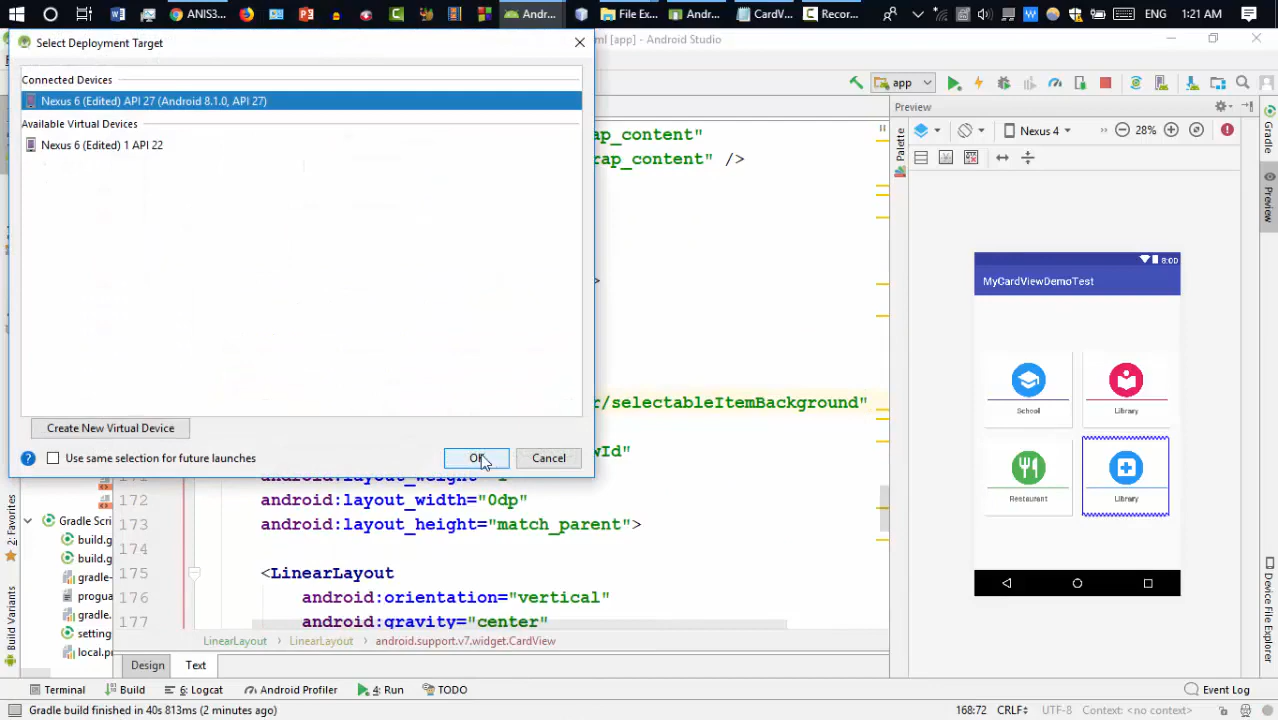 ANIS3...
Andr...
File Ex...
Andr...
CardV...
Recor...
ENG
1:21 AM
Select Deployment Target
ml [app] - Android Studio
Connected Devices
Nexus 6 (Edited) API 27 (Android 8.1.0, API 27)
Available Virtual Devices
Nexus 6 (Edited) 1 API 22
Create New Virtual Device
Use same selection for future launches
OK
Cancel
app
Preview
Palette
Nexus 4
28%
Gradle
Preview
Device File Explorer
rap_content"
rap_content" />
>
r/selectableItemBackground"
wId"
172 android:layout_width="0dp"
173 android:layout_height="match_parent">
174
175 <LinearLayout
176 android:orientation="vertical"
177 android:gravity="center"
8:00
MyCardViewDemoTest
School
Library
Restaurant
Library
2: Favorites
Build Variants
Gradle Scrip
build.g
build.g
gradle-
progua
gradle.
setting
local.pr
LinearLayout
LinearLayout
android.support.v7.widget.CardView
Design
Text
Terminal
Build
6: Logcat
Android Profiler
4: Run
TODO
Event Log
Gradle build finished in 40s 813ms (2 minutes ago)
168:72
CRLF
UTF-8
Context: <no context>